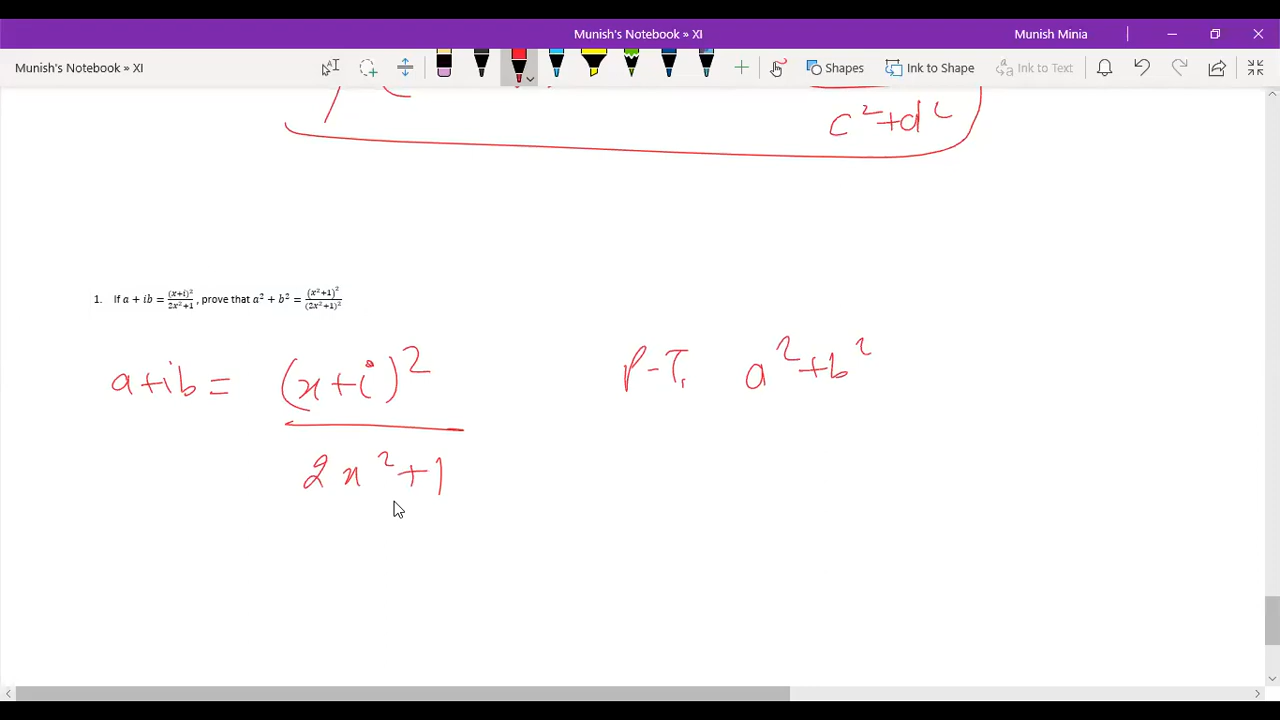 Munish's Notebook » XI
Munish Minia
Munish's Notebook » XI
Shapes
Ink to Shape
Ink to Text
c²+d²
1. If a + ib = (x+i)²/2x²+1 , prove that a² + b² = (x²+1)²/(2x²+1)²
a+ib = (x+i)²
2x²+1
P-T. a²+b²